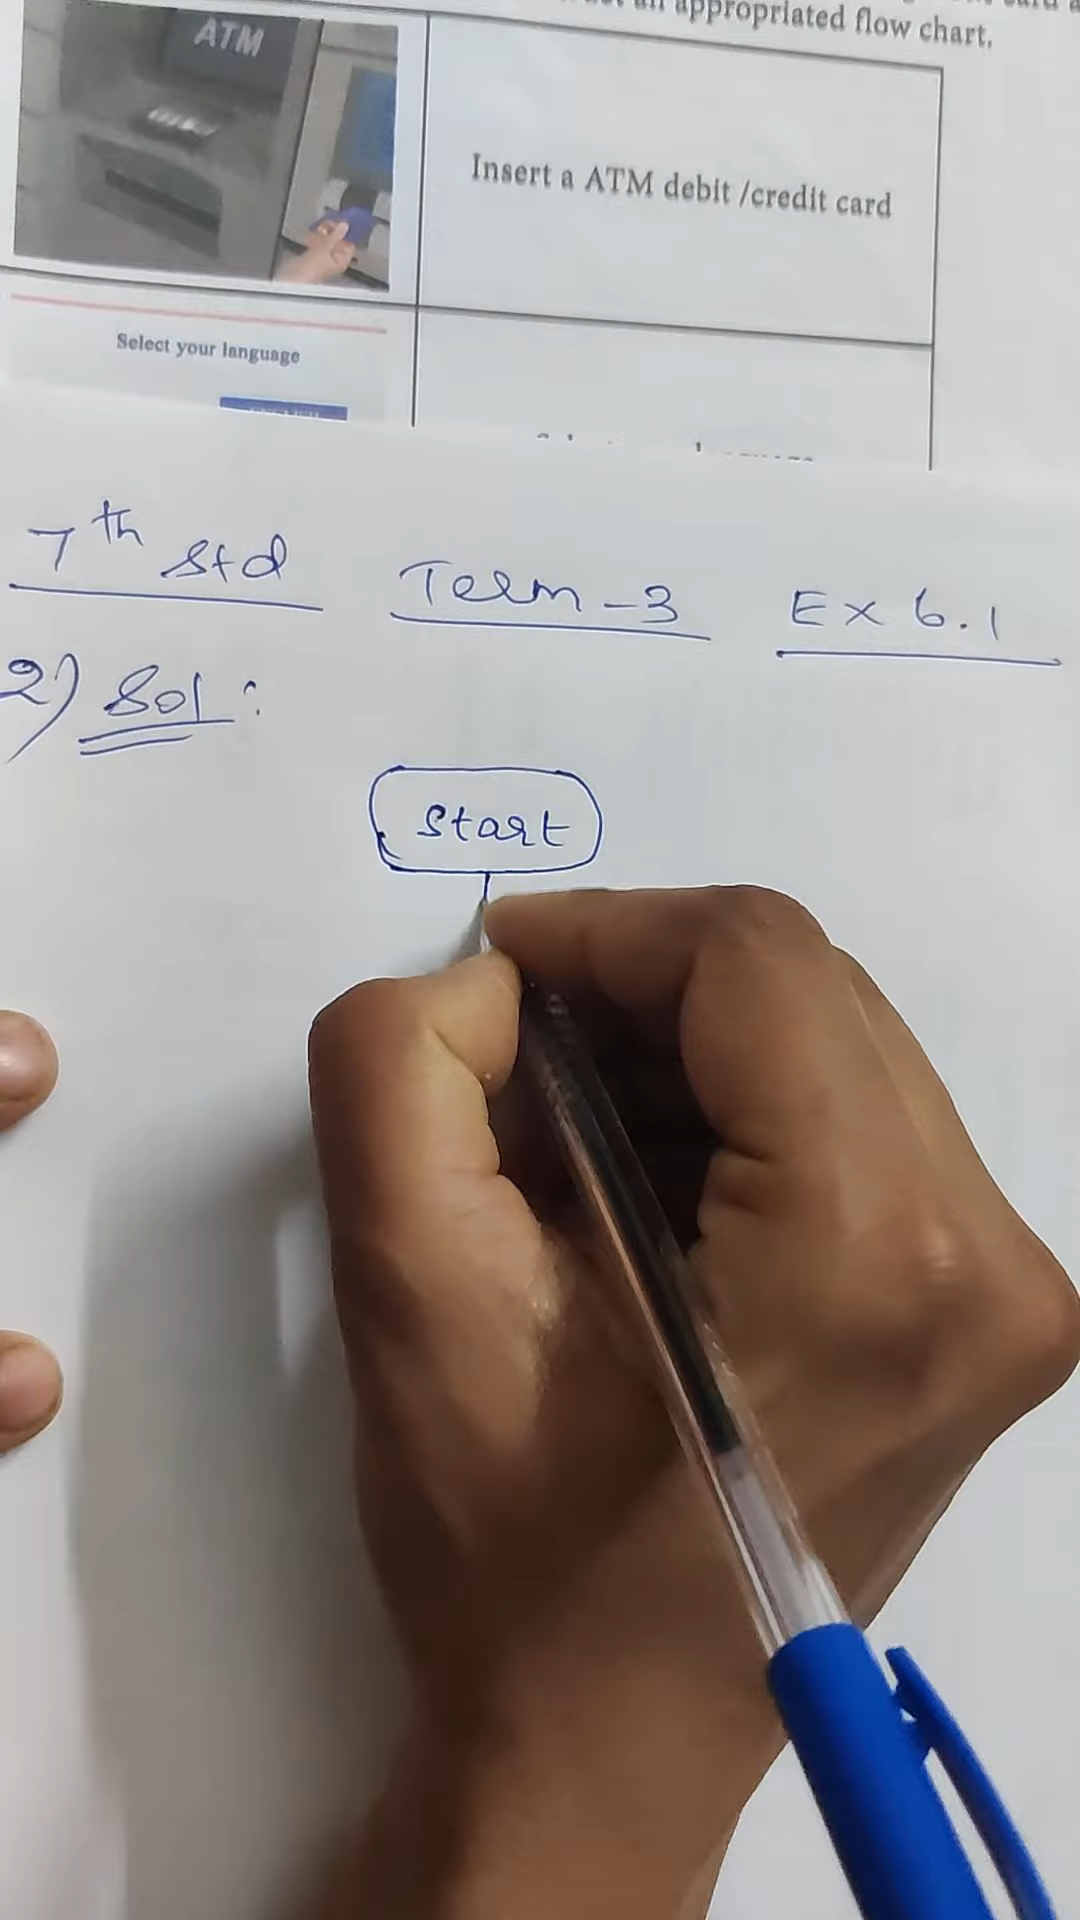 appropriated flow chart.
ATM
Insert a ATM debit /credit card
Select your language
7th std Term-3 Ex 6.1
2) Sol :
Start